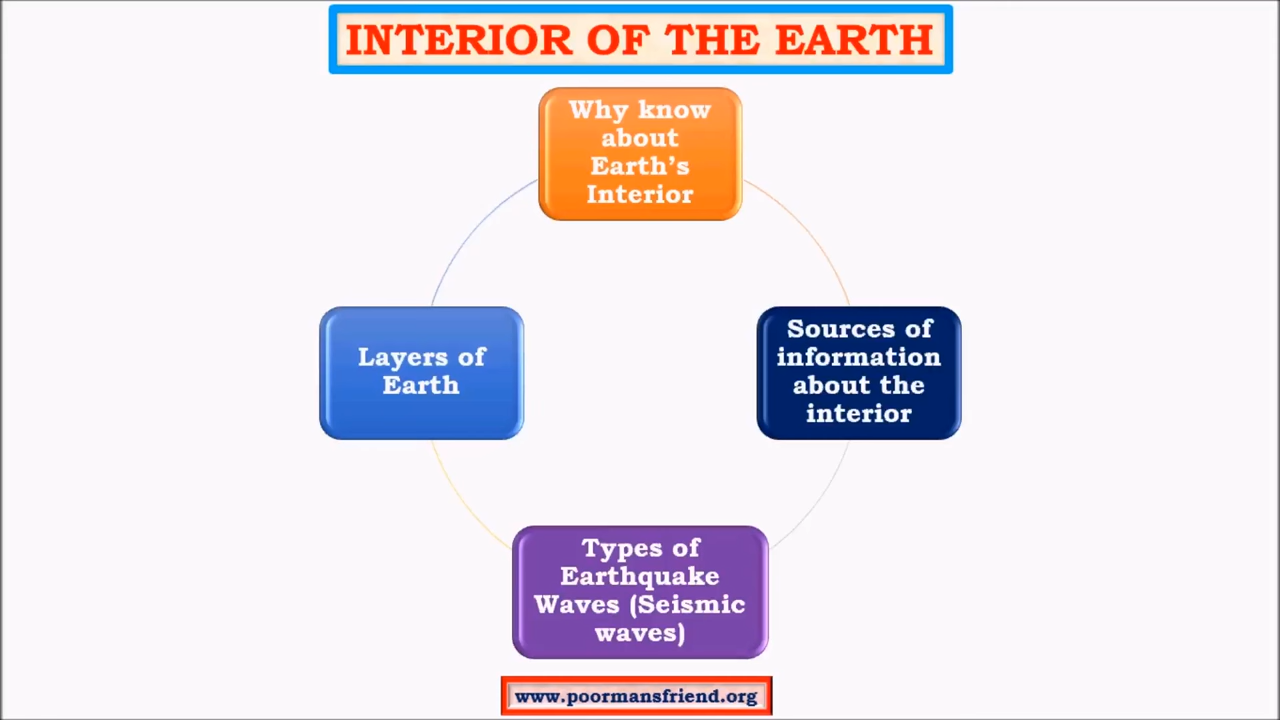 INTERIOR OF THE EARTH
Why know
about
Earth’s
Interior
Layers of
Earth
Sources of
information
about the
interior
Types of
Earthquake
Waves (Seismic
waves)
www.poormansfriend.org